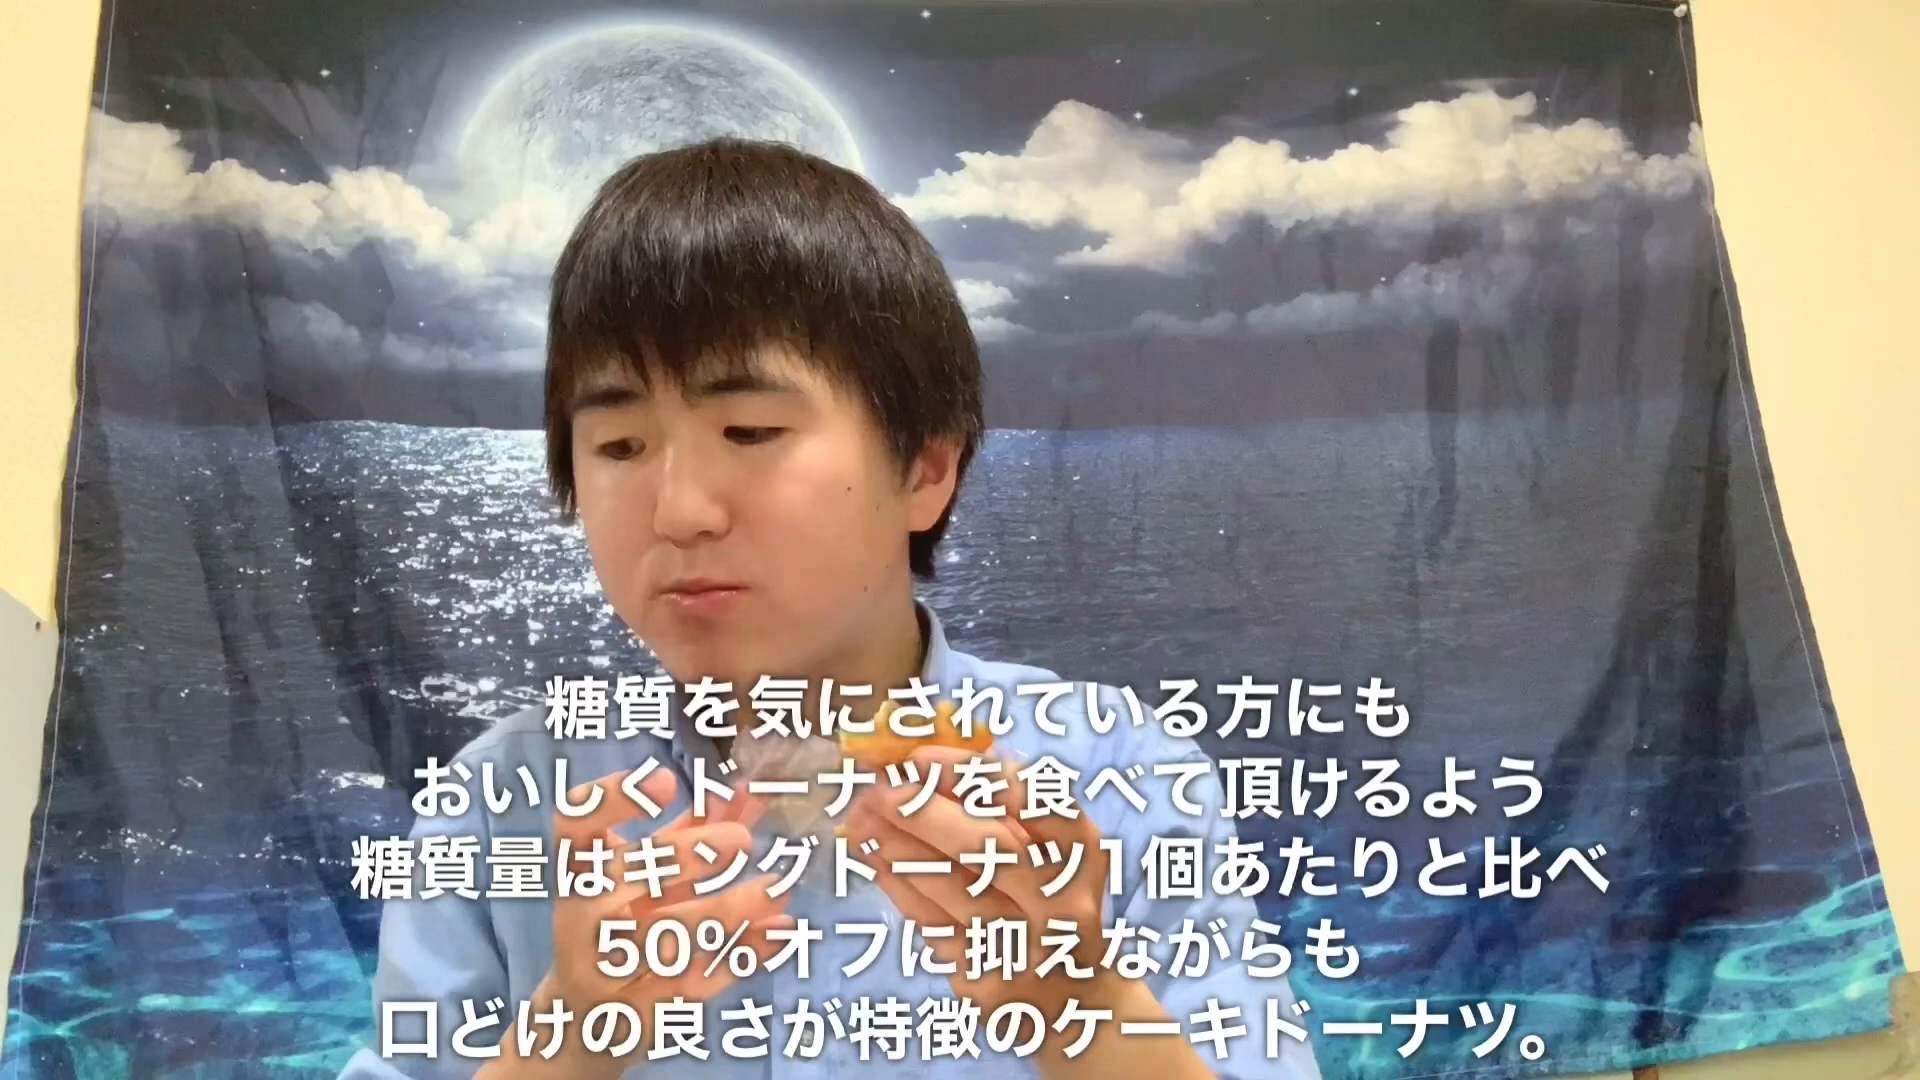 糖質を気にされている方にも
おいしくドーナツを食べて頂けるよう
糖質量はキングドーナツ1個あたりと比べ
50%オフに抑えながらも
口どけの良さが特徴のケーキドーナツ。